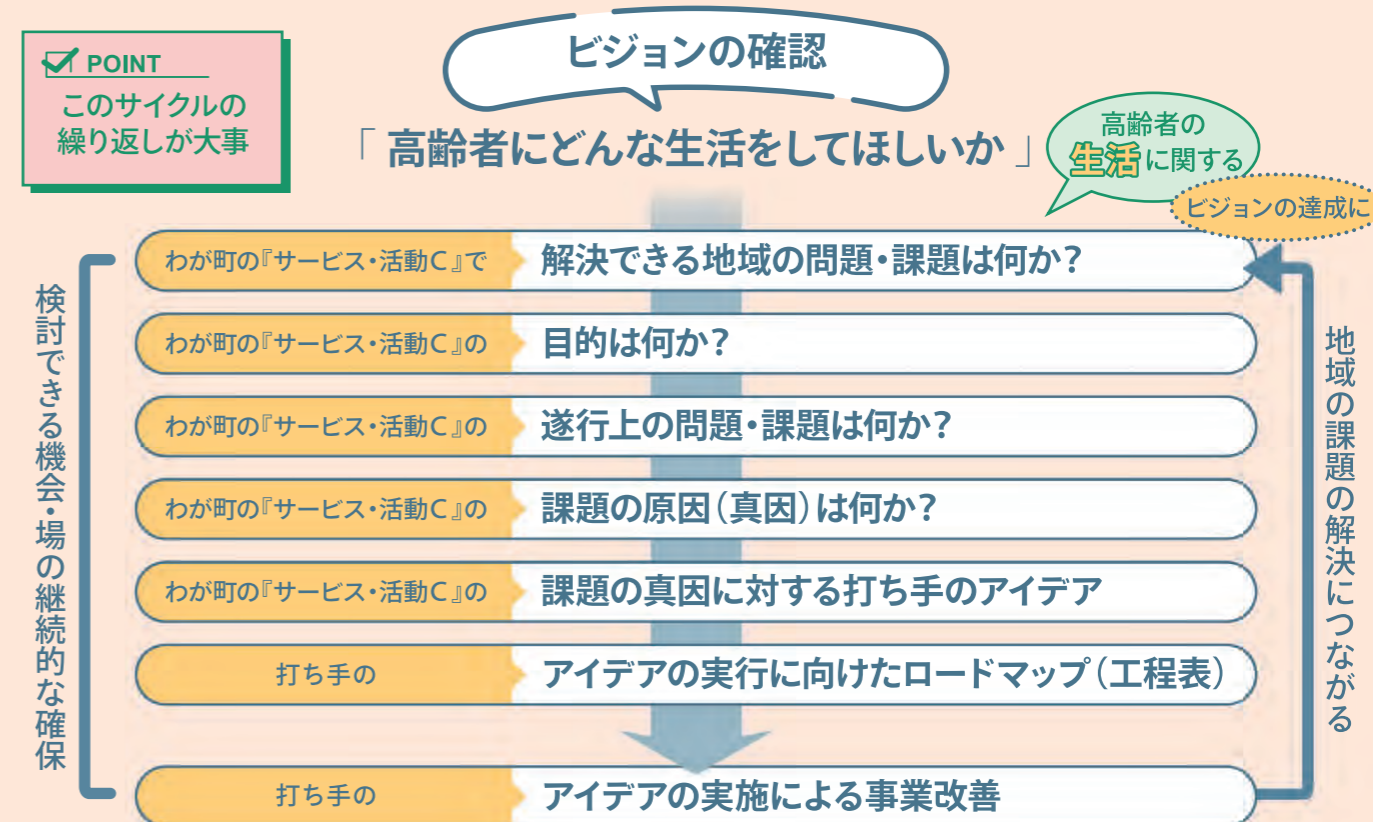 POINT
このサイクルの
繰り返しが大事
ビジョンの確認
「高齢者にどんな生活をしてほしいか」
高齢者の
生活に関する
ビジョンの達成に
わが町の『サービス・活動C』で 解決できる地域の問題・課題は何か?
わが町の『サービス・活動C』の 目的は何か?
わが町の『サービス・活動C』の 遂行上の問題・課題は何か?
わが町の『サービス・活動C』の 課題の原因(真因)は何か?
わが町の『サービス・活動C』の 課題の真因に対する打ち手のアイデア
打ち手の アイデアの実行に向けたロードマップ(工程表)
打ち手の アイデアの実施による事業改善
検討できる機会・場の継続的な確保
地域の課題の解決につながる